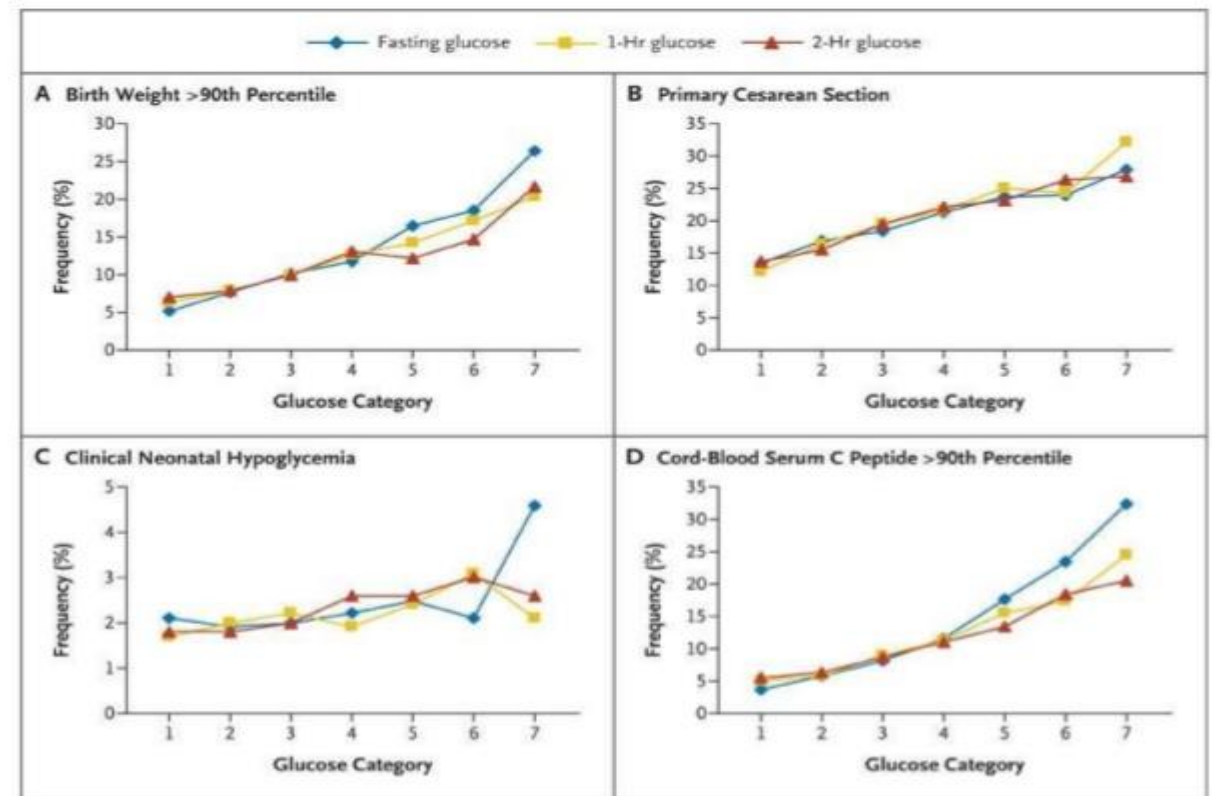 Fasting glucose 1-Hr glucose 2-Hr glucose
A Birth Weight >90th Percentile
30
25
20
15
10
5
0
Frequency (%)
1 2 3 4 5 6 7
Glucose Category
B Primary Cesarean Section
35
30
25
20
15
10
5
0
Frequency (%)
1 2 3 4 5 6 7
Glucose Category
C Clinical Neonatal Hypoglycemia
5
4
3
2
1
0
Frequency (%)
1 2 3 4 5 6 7
Glucose Category
D Cord-Blood Serum C Peptide >90th Percentile
35
30
25
20
15
10
5
0
Frequency (%)
1 2 3 4 5 6 7
Glucose Category